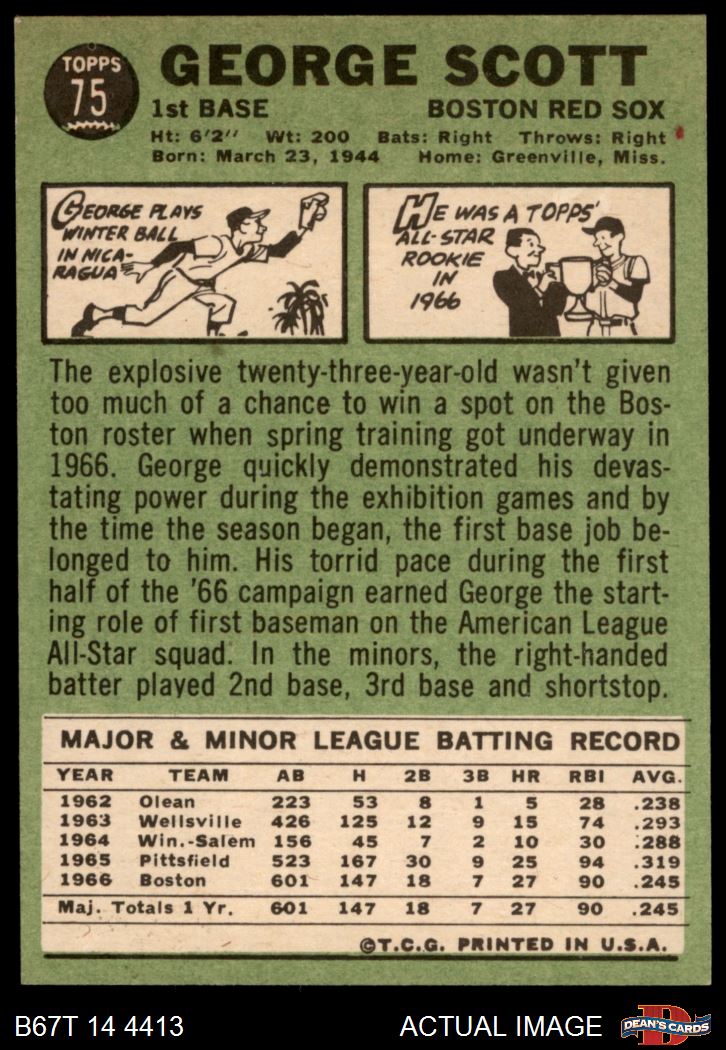 TOPPS
75
GEORGE SCOTT
1st BASE BOSTON RED SOX
Ht: 6'2" Wt: 200 Bats: Right Throws: Right
Born: March 23, 1944 Home: Greenville, Miss.
GEORGE PLAYS
WINTER BALL
IN NICA-
RAGUA
HE WAS A TOPPS'
ALL-STAR
ROOKIE
IN
1966
The explosive twenty-three-year-old wasn't given
too much of a chance to win a spot on the Bos-
ton roster when spring training got underway in
1966. George quickly demonstrated his devas-
tating power during the exhibition games and by
the time the season began, the first base job be-
longed to him. His torrid pace during the first
half of the '66 campaign earned George the start-
ing role of first baseman on the American League
All-Star squad. In the minors, the right-handed
batter played 2nd base, 3rd base and shortstop.
MAJOR & MINOR LEAGUE BATTING RECORD
YEAR TEAM AB H 2B 3B HR RBI AVG.
1962 Olean 223 53 8 1 5 28 .238
1963 Wellsville 426 125 12 9 15 74 .293
1964 Win.-Salem 156 45 7 2 10 30 .288
1965 Pittsfield 523 167 30 9 25 94 .319
1966 Boston 601 147 18 7 27 90 .245
Maj. Totals 1 Yr. 601 147 18 7 27 90 .245
©T.C.G. PRINTED IN U.S.A.
B67T 14 4413 ACTUAL IMAGE
DEAN'S CARDS